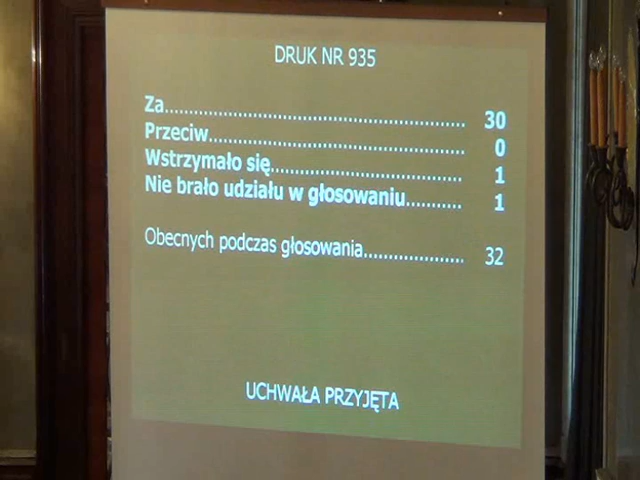 DRUK NR 935
Za........................................................... 30
Przeciw.................................................... 0
Wstrzymało się...................................... 1
Nie brało udziału w głosowaniu........... 1
Obecnych podczas głosowania................... 32
UCHWAŁA PRZYJĘTA